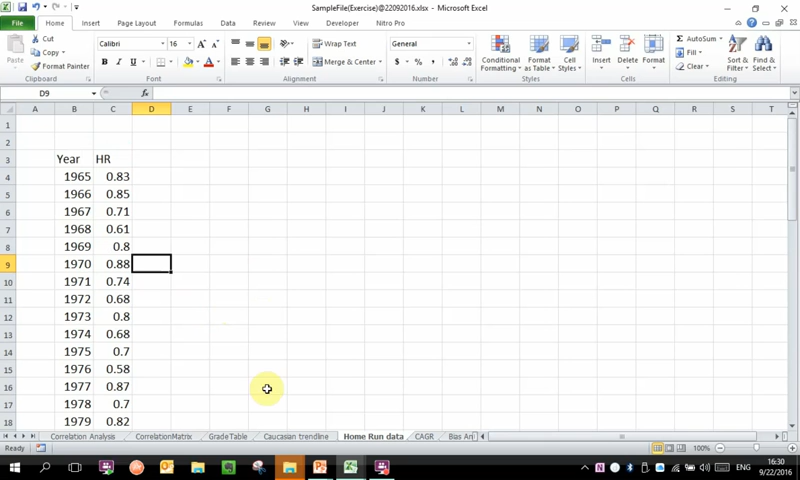 SampleFile(Exercise)@22092016.xlsx - Microsoft Excel
File Home Insert Page Layout Formulas Data Review View Developer Nitro Pro
Cut
Copy
Format Painter
Paste
Clipboard
Calibri 16
B I U
Font
Wrap Text
Merge & Center
Alignment
General
Number
Conditional Formatting
Format as Table
Cell Styles
Styles
Insert Delete Format
Cells
AutoSum
Fill
Clear
Sort & Filter
Find & Select
Editing
D9 fx
A B C D E F G H I J K L M N O P Q R S T
1
2
3 Year HR
4 1965 0.83
5 1966 0.85
6 1967 0.71
7 1968 0.61
8 1969 0.8
9 1970 0.88
10 1971 0.74
11 1972 0.68
12 1973 0.8
13 1974 0.68
14 1975 0.7
15 1976 0.58
16 1977 0.87
17 1978 0.7
18 1979 0.82
Correlation Analysis CorrelationMatrix GradeTable Caucasian trendline Home Run data CAGR Bias An
Ready 100%
ENG 16:30
9/22/2016